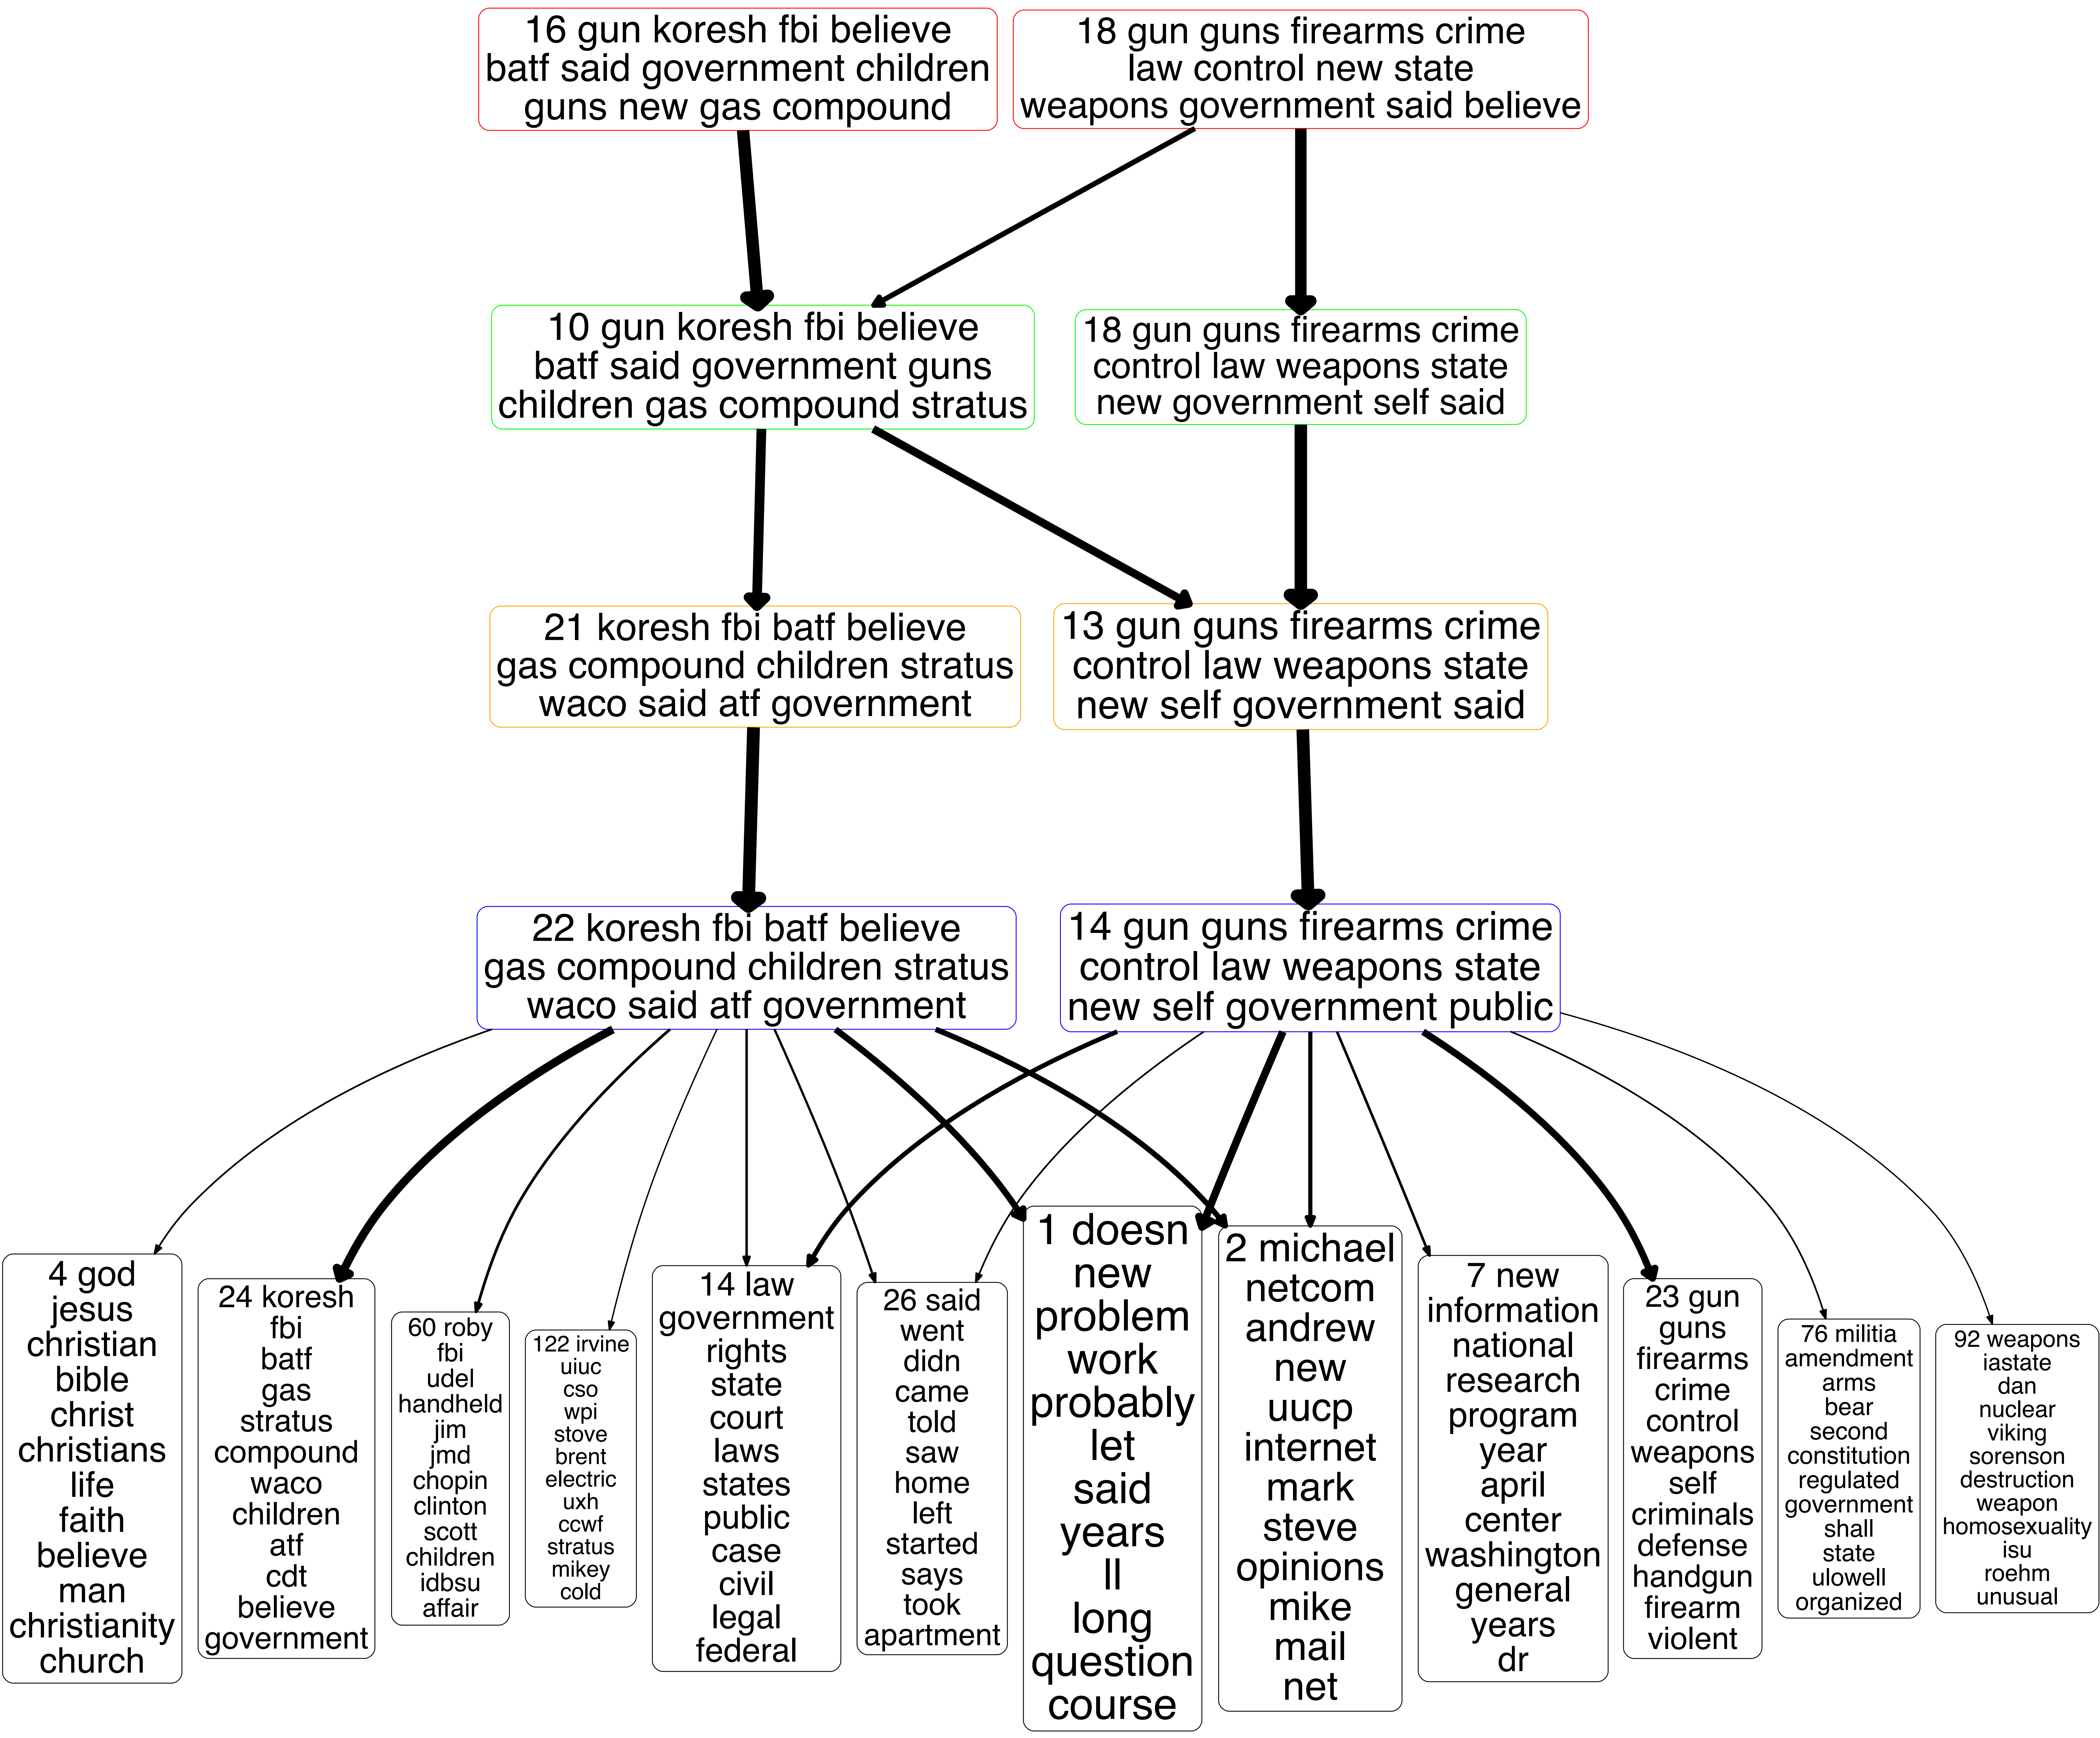 16 gun koresh fbi believe
batf said government children
guns new gas compound
18 gun guns firearms crime
law control new state
weapons government said believe
10 gun koresh fbi believe
batf said government guns
children gas compound stratus
18 gun guns firearms crime
control law weapons state
new government self said
21 koresh fbi batf believe
gas compound children stratus
waco said atf government
13 gun guns firearms crime
control law weapons state
new self government said
22 koresh fbi batf believe
gas compound children stratus
waco said atf government
14 gun guns firearms crime
control law weapons state
new self government public
4 god
jesus
christian
bible
christ
christians
life
faith
believe
man
christianity
church
24 koresh
fbi
batf
gas
stratus
compound
waco
children
atf
cdt
believe
government
60 roby
fbi
udel
handheld
jim
jmd
chopin
clinton
scott
children
idbsu
affair
122 irvine
uiuc
cso
wpi
stove
brent
electric
uxh
ccwf
stratus
mikey
cold
14 law
government
rights
state
court
laws
states
public
case
civil
legal
federal
26 said
went
didn
came
told
saw
home
left
started
says
took
apartment
1 doesn
new
problem
work
probably
let
said
years
ll
long
question
course
2 michael
netcom
andrew
new
uucp
internet
mark
steve
opinions
mike
mail
net
7 new
information
national
research
program
year
april
center
washington
general
years
dr
23 gun
guns
firearms
crime
control
weapons
self
criminals
defense
handgun
firearm
violent
76 militia
amendment
arms
bear
second
constitution
regulated
government
shall
state
ulowell
organized
92 weapons
iastate
dan
nuclear
viking
sorenson
destruction
weapon
homosexuality
isu
roehm
unusual